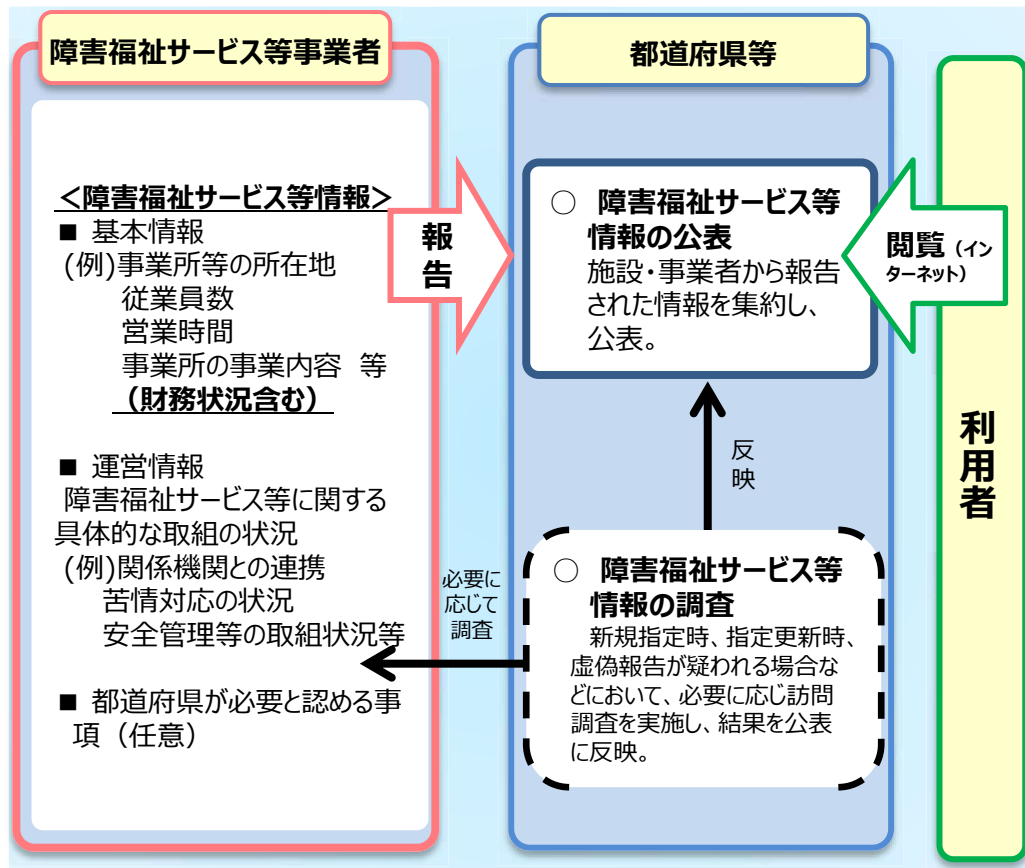 障害福祉サービス等事業者
<障害福祉サービス等情報>
■ 基本情報
(例)事業所等の所在地
従業員数
営業時間
事業所の事業内容 等
(財務状況含む)
■ 運営情報
障害福祉サービス等に関する
具体的な取組の状況
(例)関係機関との連携
苦情対応の状況
安全管理等の取組状況等
■ 都道府県が必要と認める事
項(任意)
報
告
必要に
応じて
調査
都道府県等
○ 障害福祉サービス等
情報の公表
施設・事業者から報告
された情報を集約し、
公表。
反
映
○ 障害福祉サービス等
情報の調査
新規指定時、指定更新時、
虚偽報告が疑われる場合な
どにおいて、必要に応じ訪問
調査を実施し、結果を公表
に反映。
閲覧(イン
ターネット)
利
用
者